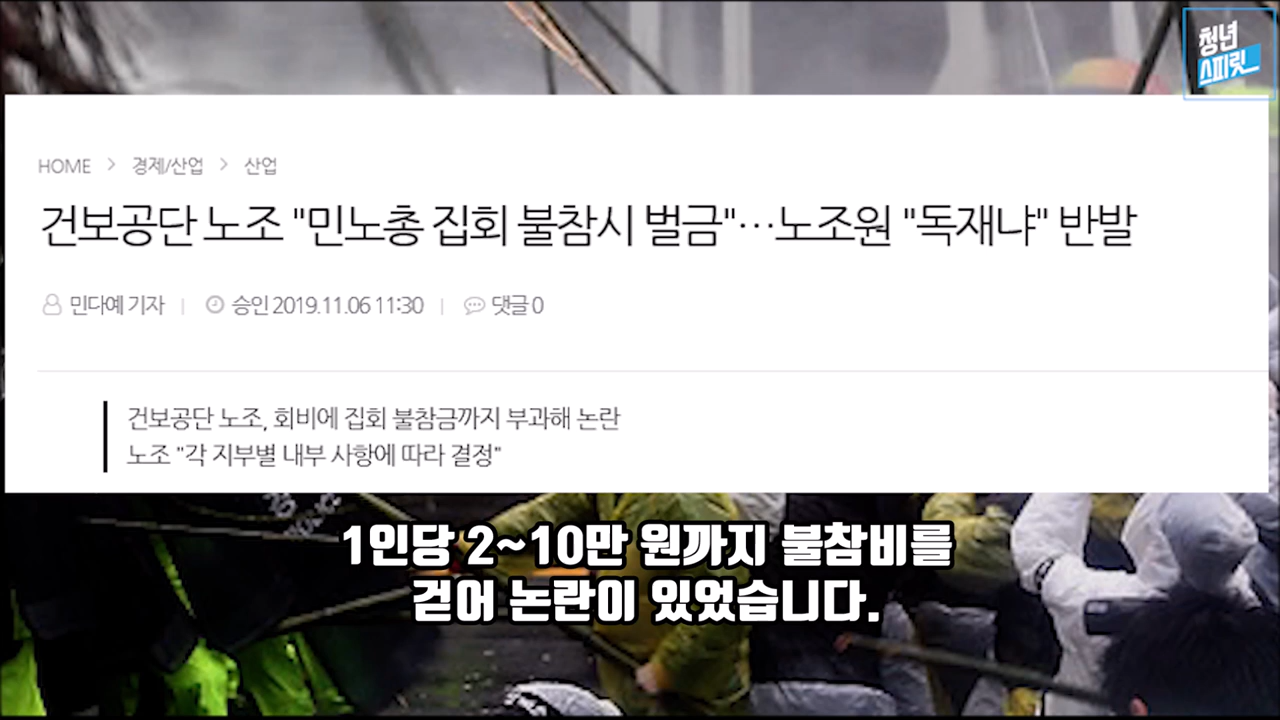 청년
스피릿
HOME > 경제/산업 > 산업
건보공단 노조 "민노총 집회 불참시 벌금"…노조원 "독재냐" 반발
민다예 기자 | 승인 2019.11.06 11:30 | 댓글 0
건보공단 노조, 회비에 집회 불참금까지 부과해 논란
노조 "각 지부별 내부 사항에 따라 결정"
1인당 2~10만 원까지 불참비를
걷어 논란이 있었습니다.